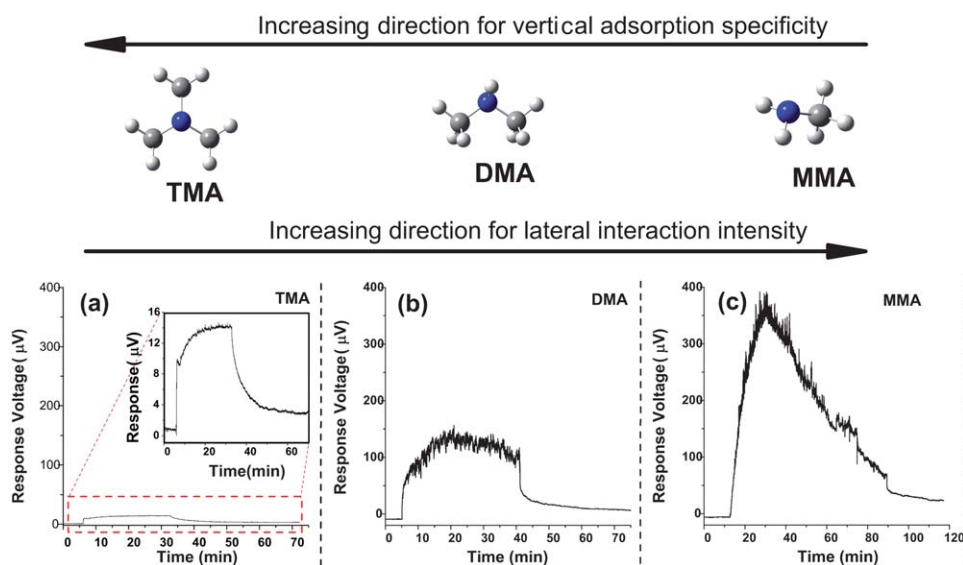 Increasing direction for vertical adsorption specificity
TMA
DMA
MMA
Increasing direction for lateral interaction intensity
(a)
TMA
Response Voltage( μV)
400
300
200
100
0
0 10 20 30 40 50 60 70
Time (min)
Response( μV)
16
12
8
4
0
0 20 40 60
Time(min)
(b)
DMA
Response Voltage ( μV)
400
300
200
100
0
0 10 20 30 40 50 60 70
Time (min)
(c)
MMA
Response Voltage ( μV)
400
300
200
100
0
0 20 40 60 80 100 120
Time (min)